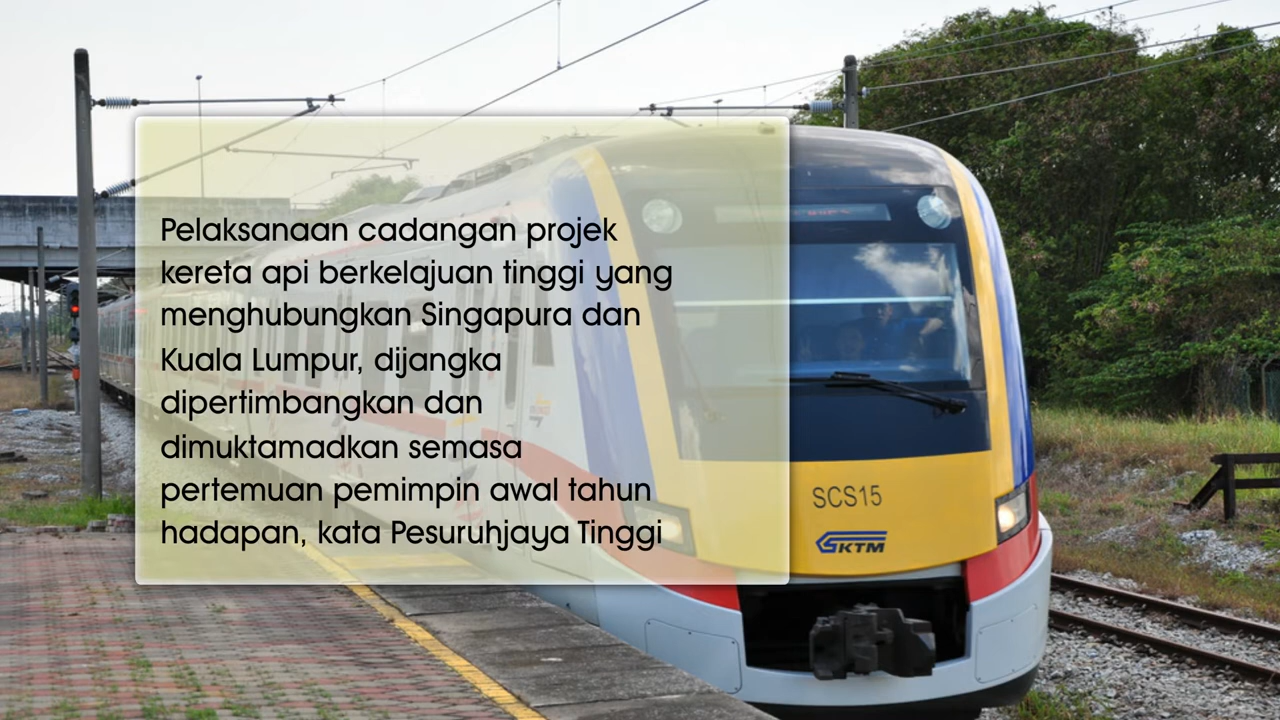 Pelaksanaan cadangan projek
kereta api berkelajuan tinggi yang
menghubungkan Singapura dan
Kuala Lumpur, dijangka
dipertimbangkan dan
dimuktamadkan semasa
pertemuan pemimpin awal tahun
hadapan, kata Pesuruhjaya Tinggi
SCS15
KTM